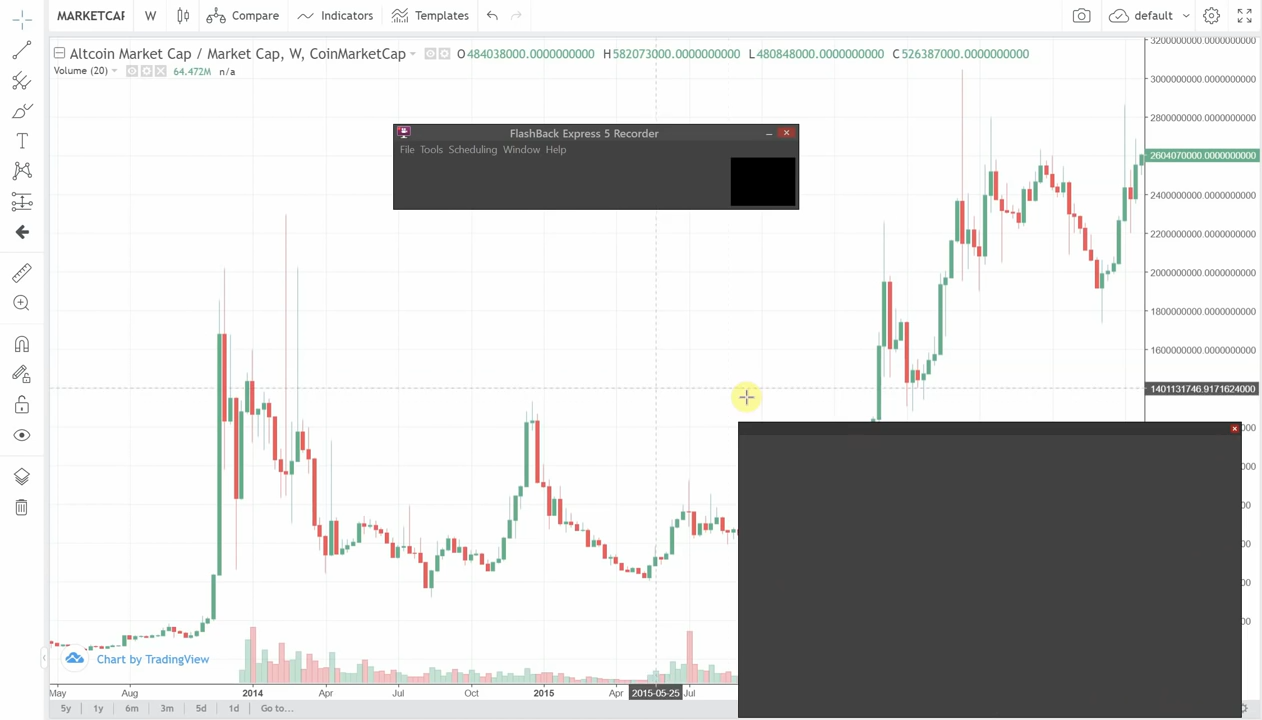 MARKETCAP W Compare Indicators Templates default
Altcoin Market Cap / Market Cap, W, CoinMarketCap O484038000.0000000000 H582073000.0000000000 L480848000.0000000000 C526387000.0000000000
Volume (20) 64.472M n/a
FlashBack Express 5 Recorder
File Tools Scheduling Window Help
3200000000.0000000000
3000000000.0000000000
2800000000.0000000000
2604070000.0000000000
2400000000.0000000000
2200000000.0000000000
2000000000.0000000000
1800000000.0000000000
1600000000.0000000000
1401131746.9171624000
Chart by TradingView
May Aug 2014 Apr Jul Oct 2015 Apr 2015-05-25 Jul
5y 1y 6m 3m 5d 1d Go to...